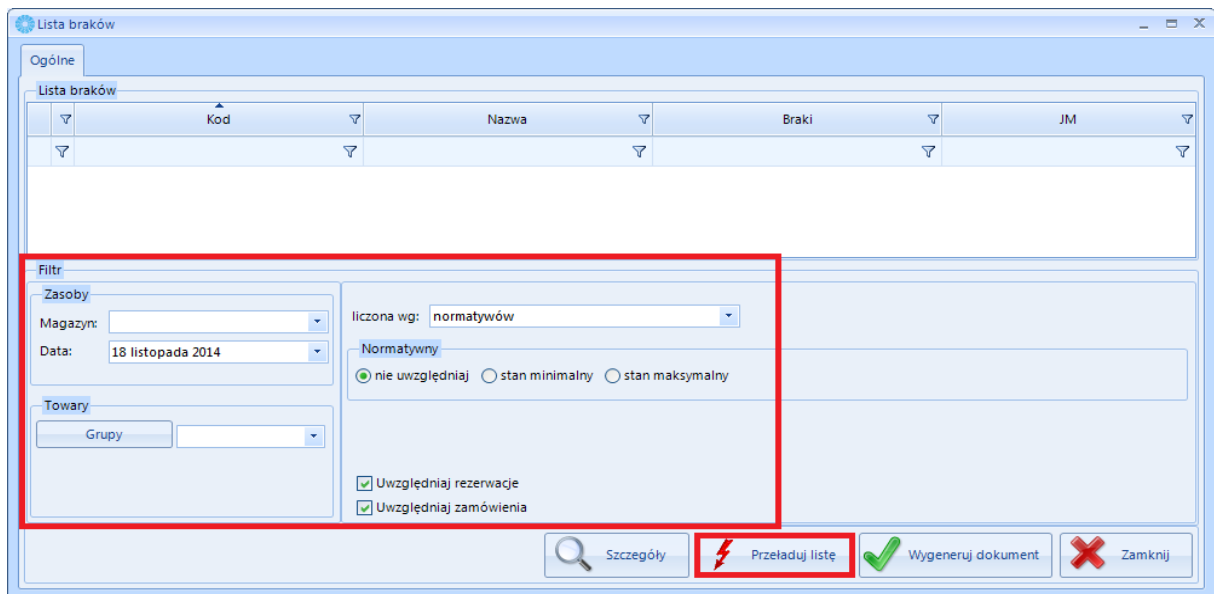 Lista braków
Ogólne
Lista braków
Kod Nazwa Braki JM
Filtr
Zasoby
Magazyn:
Data: 18 listopada 2014
Towary
Grupy
liczona wg: normatywów
Normatywny
nie uwzględniaj stan minimalny stan maksymalny
Uwzględniaj rezerwacje
Uwzględniaj zamówienia
Szczegóły Przeładuj listę Wygeneruj dokument Zamknij